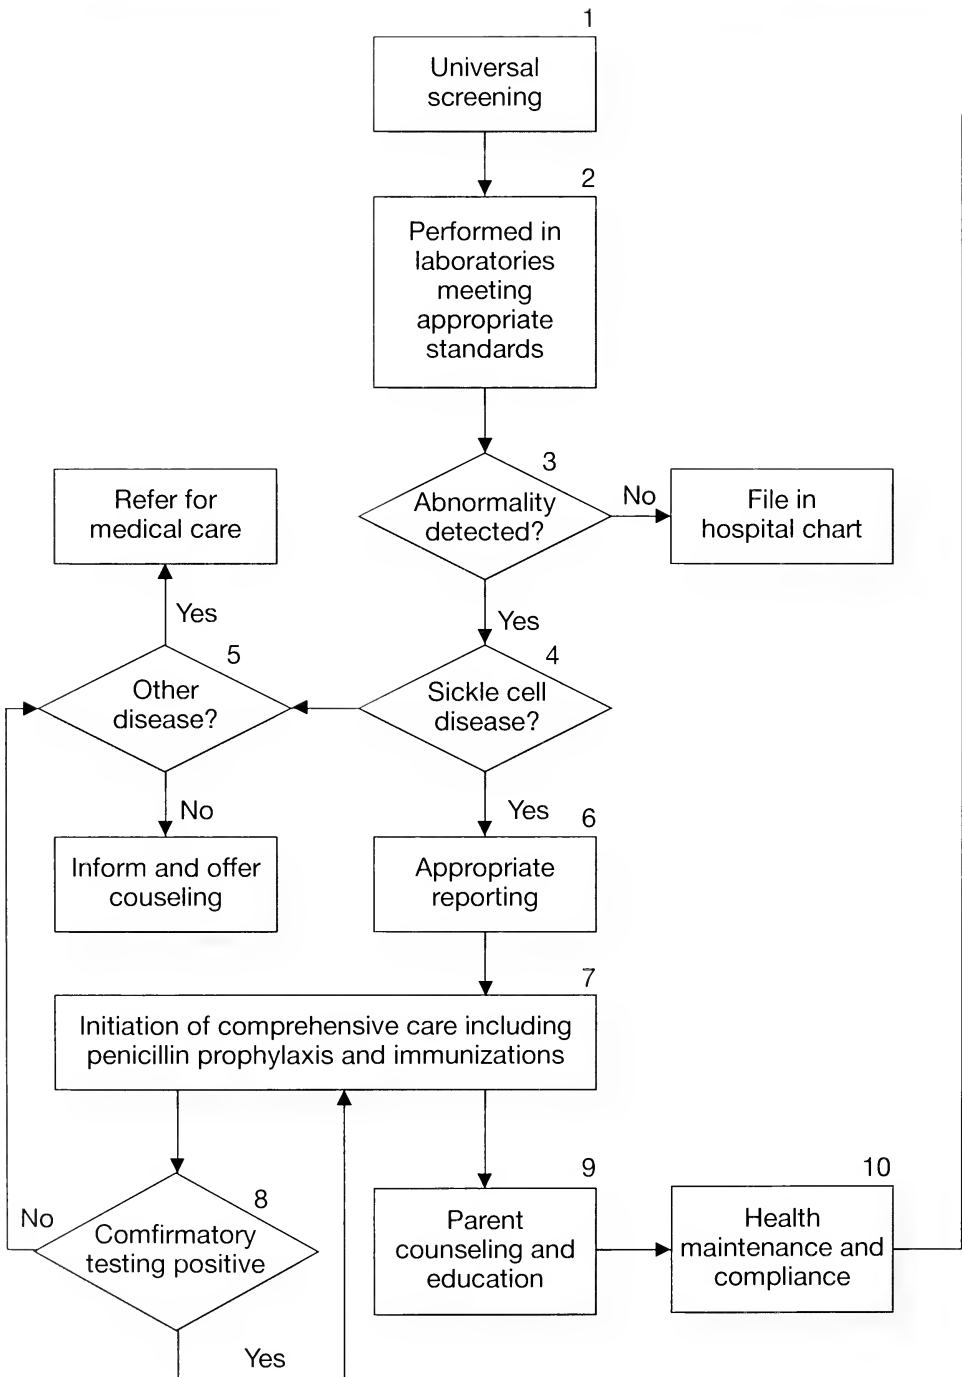 1
Universal
screening
2
Performed in
laboratories
meeting
appropriate
standards
3
Abnormality
detected?
No
File in
hospital chart
Refer for
medical care
Yes
Yes
5
Other
disease?
4
Sickle cell
disease?
No
Yes
6
Inform and offer
couseling
Appropriate
reporting
7
Initiation of comprehensive care including
penicillin prophylaxis and immunizations
No
8
Comfirmatory
testing positive
Yes
9
Parent
counseling and
education
10
Health
maintenance and
compliance